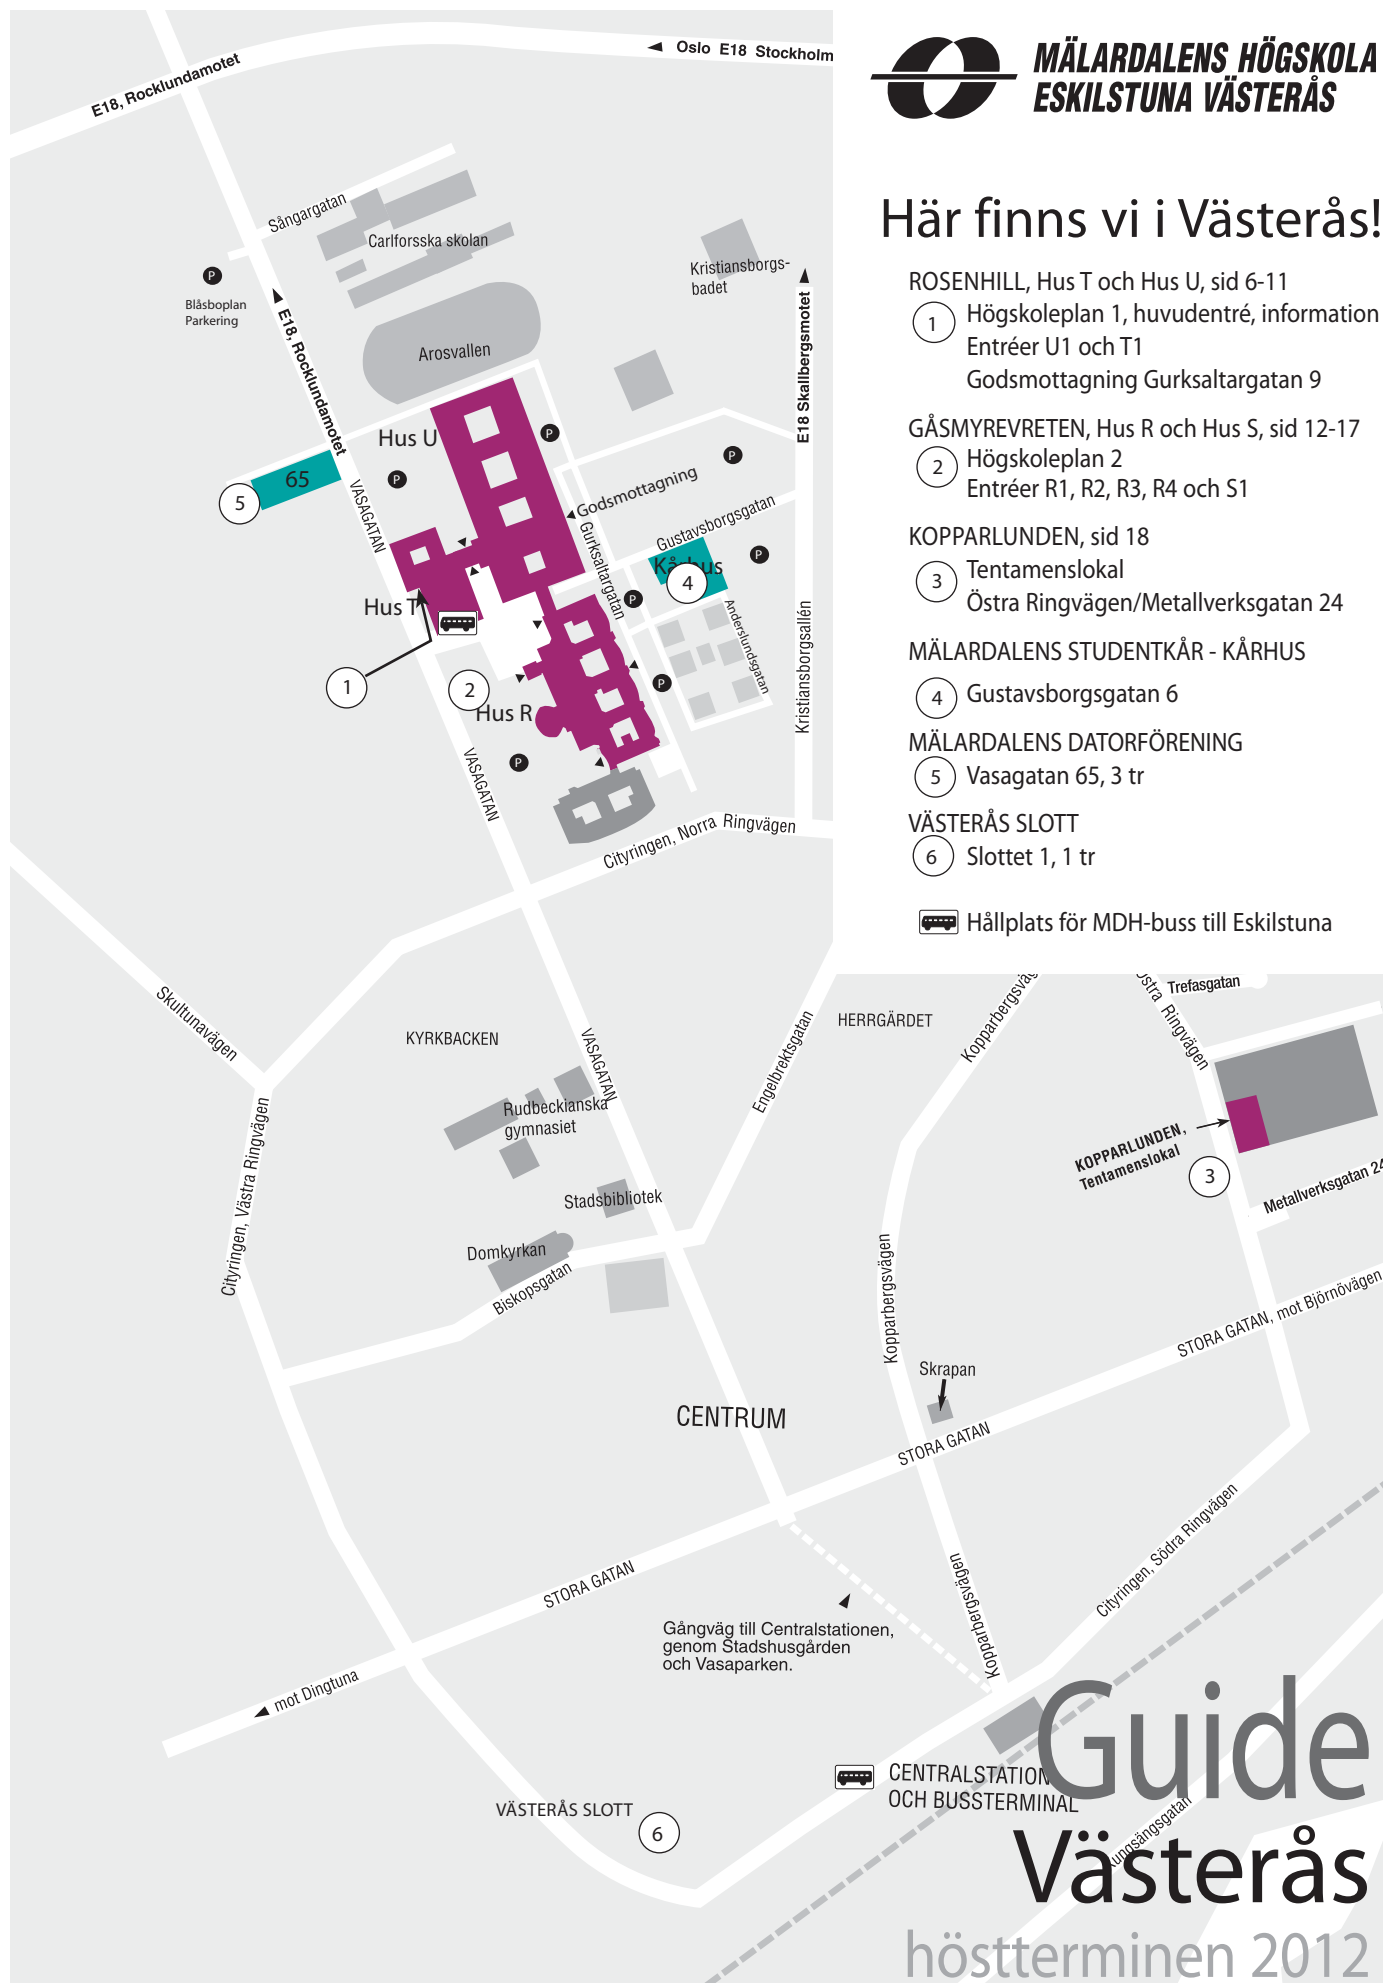 Oslo E18 Stockholm
E18, Rocklundamotet
MÄLARDALENS HÖGSKOLA
ESKILSTUNA VÄSTERÅS
Här finns vi i Västerås!
ROSENHILL, Hus T och Hus U, sid 6-11
1 Högskoleplan 1, huvudentré, information
Entréer U1 och T1
Godsmottagning Gurksaltargatan 9
GÅSMYREVRETEN, Hus R och Hus S, sid 12-17
2 Högskoleplan 2
Entréer R1, R2, R3, R4 och S1
KOPPARLUNDEN, sid 18
3 Tentamenslokal
Östra Ringvägen/Metallverksgatan 24
MÄLARDALENS STUDENTKÅR - KÅRHUS
4 Gustavsborgsgatan 6
MÄLARDALENS DATORFÖRENING
5 Vasagatan 65, 3 tr
VÄSTERÅS SLOTT
6 Slottet 1, 1 tr
Hållplats för MDH-buss till Eskilstuna
Sångargatan
Carlforsska skolan
Kristiansborgs-
badet
P
Blåsboplan
Parkering
E18, Rocklundamotet
E18 Skallbergsmotet
Arosvallen
Hus U
P
P
P
65
5
VASAGATAN
Godsmottagning
Gustavsborgsgatan
Gurksaltargatan
P
Kårhus
4
P
Hus T
Anderslundsgatan
Kristiansborgsallén
1
2
P
Hus R
P
VASAGATAN
Cityringen, Norra Ringvägen
Skultunavägen
KYRKBACKEN
VASAGATAN
Engelbrektsgatan
HERRGÄRDET
Kopparbergsväg
Östra Ringvägen
Trefasgatan
Rudbeckianska
gymnasiet
Cityringen, Västra Ringvägen
KOPPARLUNDEN,
Tentamenslokal
3
Metallverksgatan 24
Stadsbibliotek
Domkyrkan
Biskopsgatan
Kopparbergsvägen
STORA GATAN, mot Björnövägen
Skrapan
CENTRUM
STORA GATAN
Cityringen, Södra Ringvägen
STORA GATAN
Kopparbergsvägen
Gångväg till Centralstationen,
genom Stadshusgården
och Vasaparken.
mot Dingtuna
CENTRALSTATION
OCH BUSSTERMINAL
VÄSTERÅS SLOTT
6
Kungsängsgatan
Guide
Västerås
höstterminen 2012